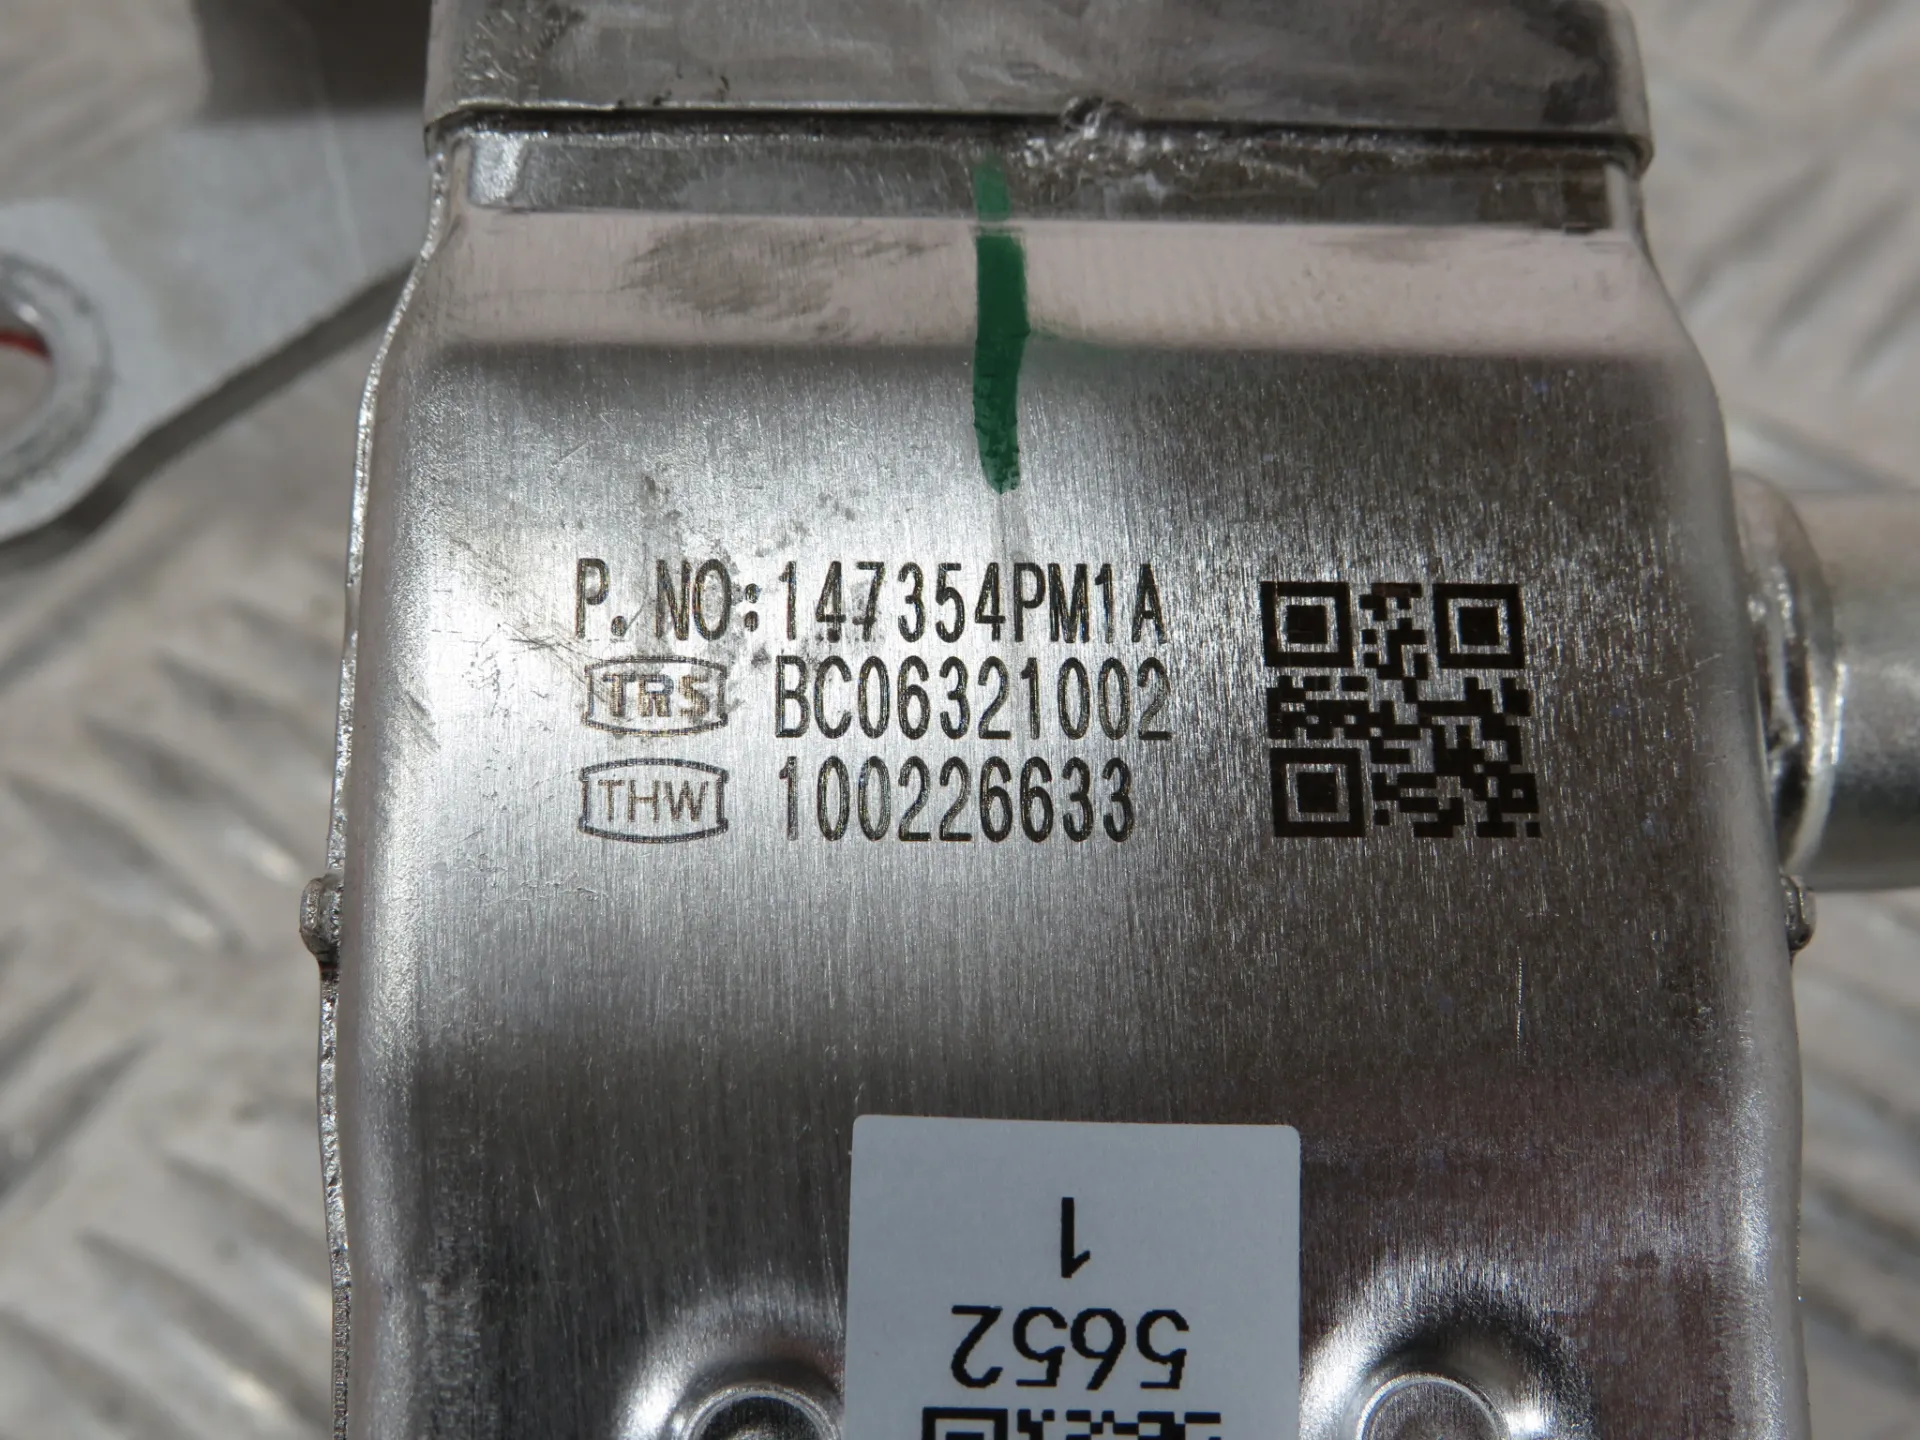 P.NO:147354PM1A
TRS BC06321002
THW 100226633
1
5652